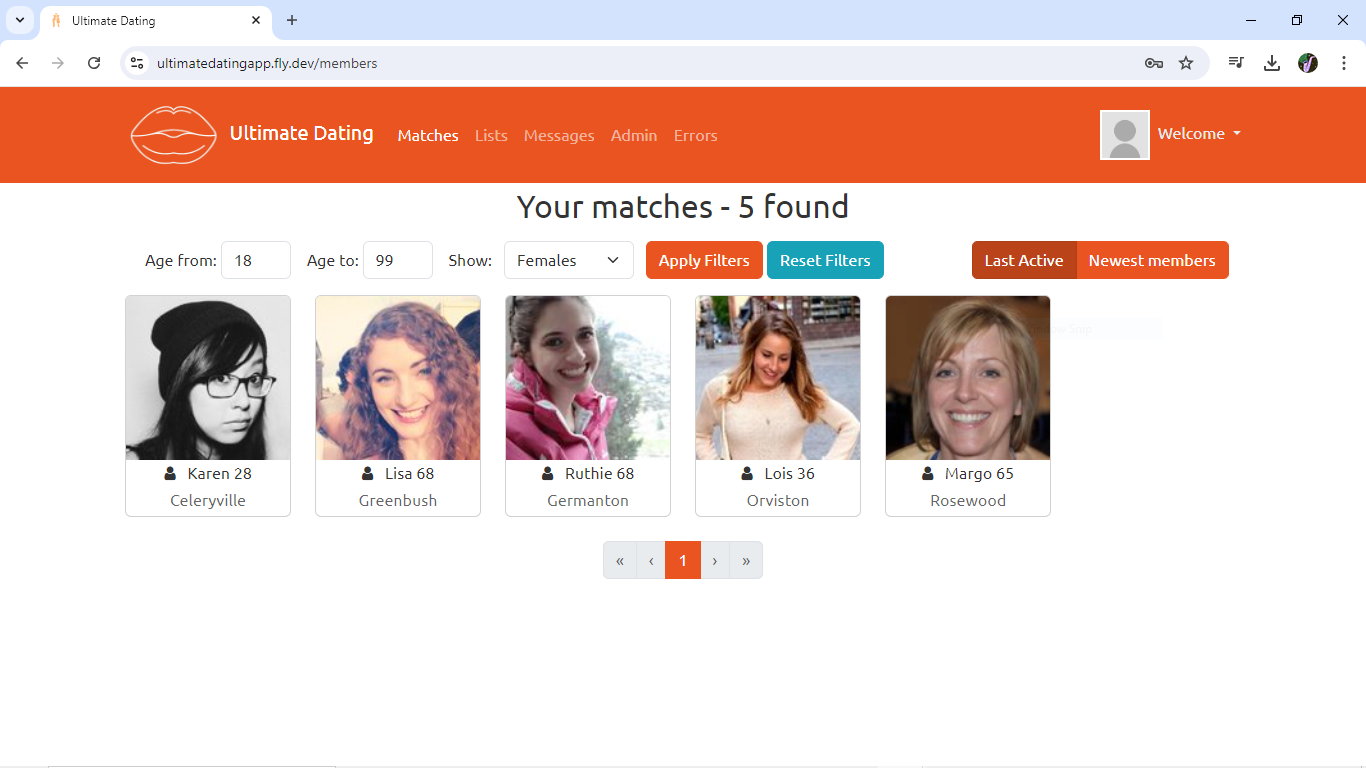 Ultimate Dating
ultimatedatingapp.fly.dev/members
Ultimate Dating Matches Lists Messages Admin Errors Welcome
Your matches - 5 found
Age from: 18 Age to: 99 Show: Females Apply Filters Reset Filters Last Active Newest members
Karen 28 Lisa 68 Ruthie 68 Lois 36 Margo 65
Celeryville Greenbush Germanton Orviston Rosewood
« ‹ 1 › »